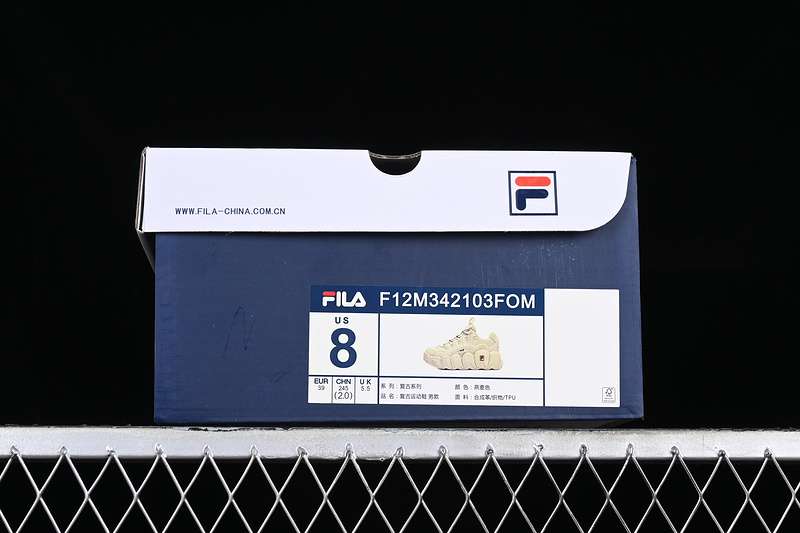 WWW.FILA-CHINA.COM.CN
FILA F12M342103FOM
US
8
EUR CHN UK
39 245 5.5
(2.0)
系 列：复古系列 颜 色：燕麦色
品 名：复古运动鞋 男款 面 料：合成革/织物/TPU